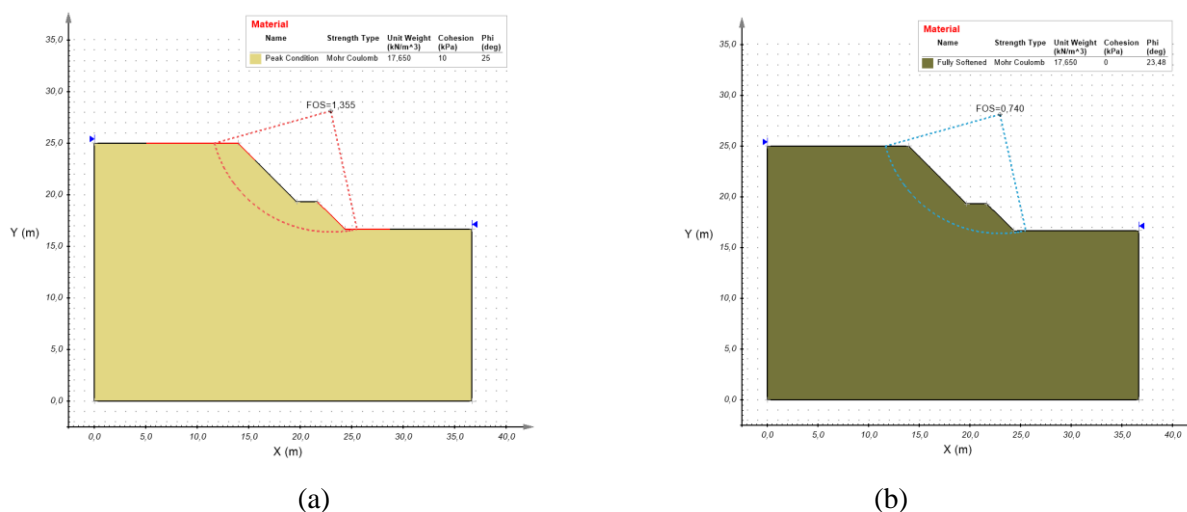 Material
Name Strength Type Unit Weight (kN/m^3) Cohesion (kPa) Phi (deg)
Peak Condition Mohr Coulomb 17,650 10 25
35,0
30,0
25,0
20,0
15,0
10,0
5,0
0,0
Y (m)
FOS=1,355
0,0 5,0 10,0 15,0 20,0 25,0 30,0 35,0 40,0
X (m)
(a)
Material
Name Strength Type Unit Weight (kN/m^3) Cohesion (kPa) Phi (deg)
Fully Softened Mohr Coulomb 17,650 0 23,48
35,0
30,0
25,0
20,0
15,0
10,0
5,0
0,0
Y (m)
FOS=0,740
0,0 5,0 10,0 15,0 20,0 25,0 30,0 35,0 40,0
X (m)
(b)